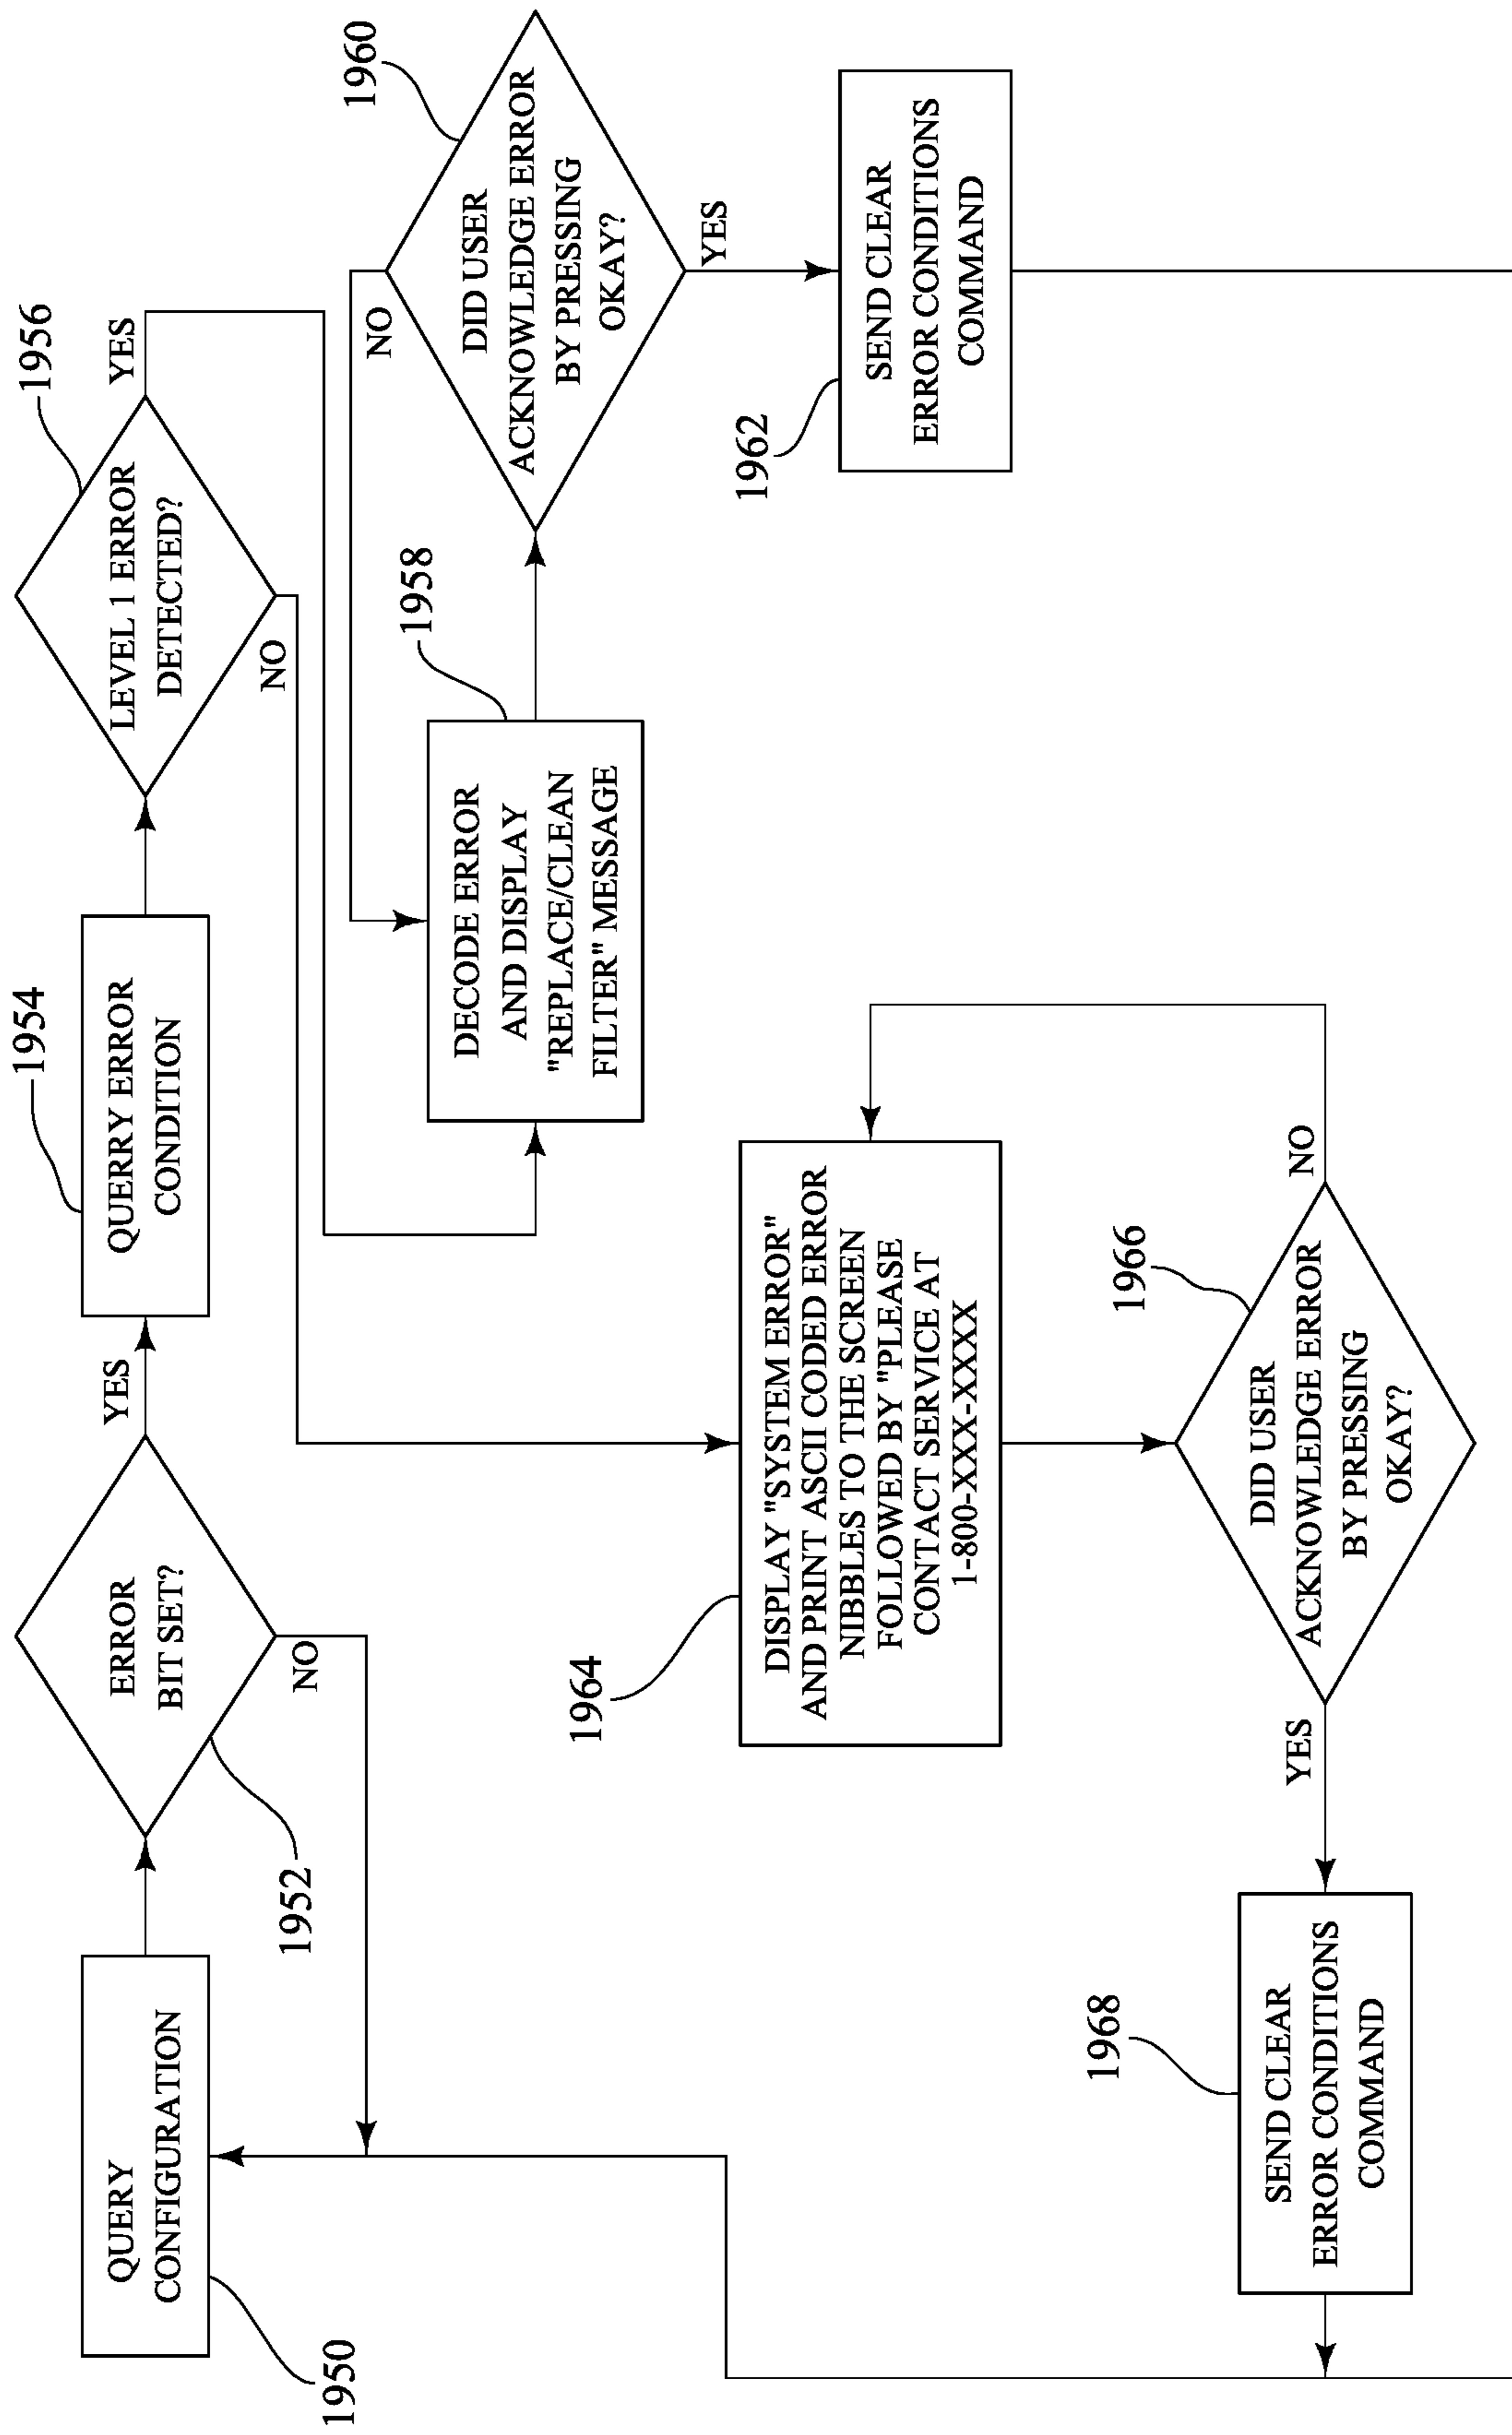 QUERY
CONFIGURATION
1950
ERROR
BIT SET?
1952
YES
NO
QUERRY ERROR
CONDITION
1954
LEVEL 1 ERROR
DETECTED?
1956
YES
NO
DECODE ERROR
AND DISPLAY
"REPLACE/CLEAN
FILTER" MESSAGE
1958
DID USER
ACKNOWLEDGE ERROR
BY PRESSING
OKAY?
1960
NO
YES
SEND CLEAR
ERROR CONDITIONS
COMMAND
1962
DISPLAY "SYSTEM ERROR"
AND PRINT ASCII CODED ERROR
NIBBLES TO THE SCREEN
FOLLOWED BY "PLEASE
CONTACT SERVICE AT
1-800-XXX-XXXX
1964
DID USER
ACKNOWLEDGE ERROR
BY PRESSING
OKAY?
1966
NO
YES
SEND CLEAR
ERROR CONDITIONS
COMMAND
1968